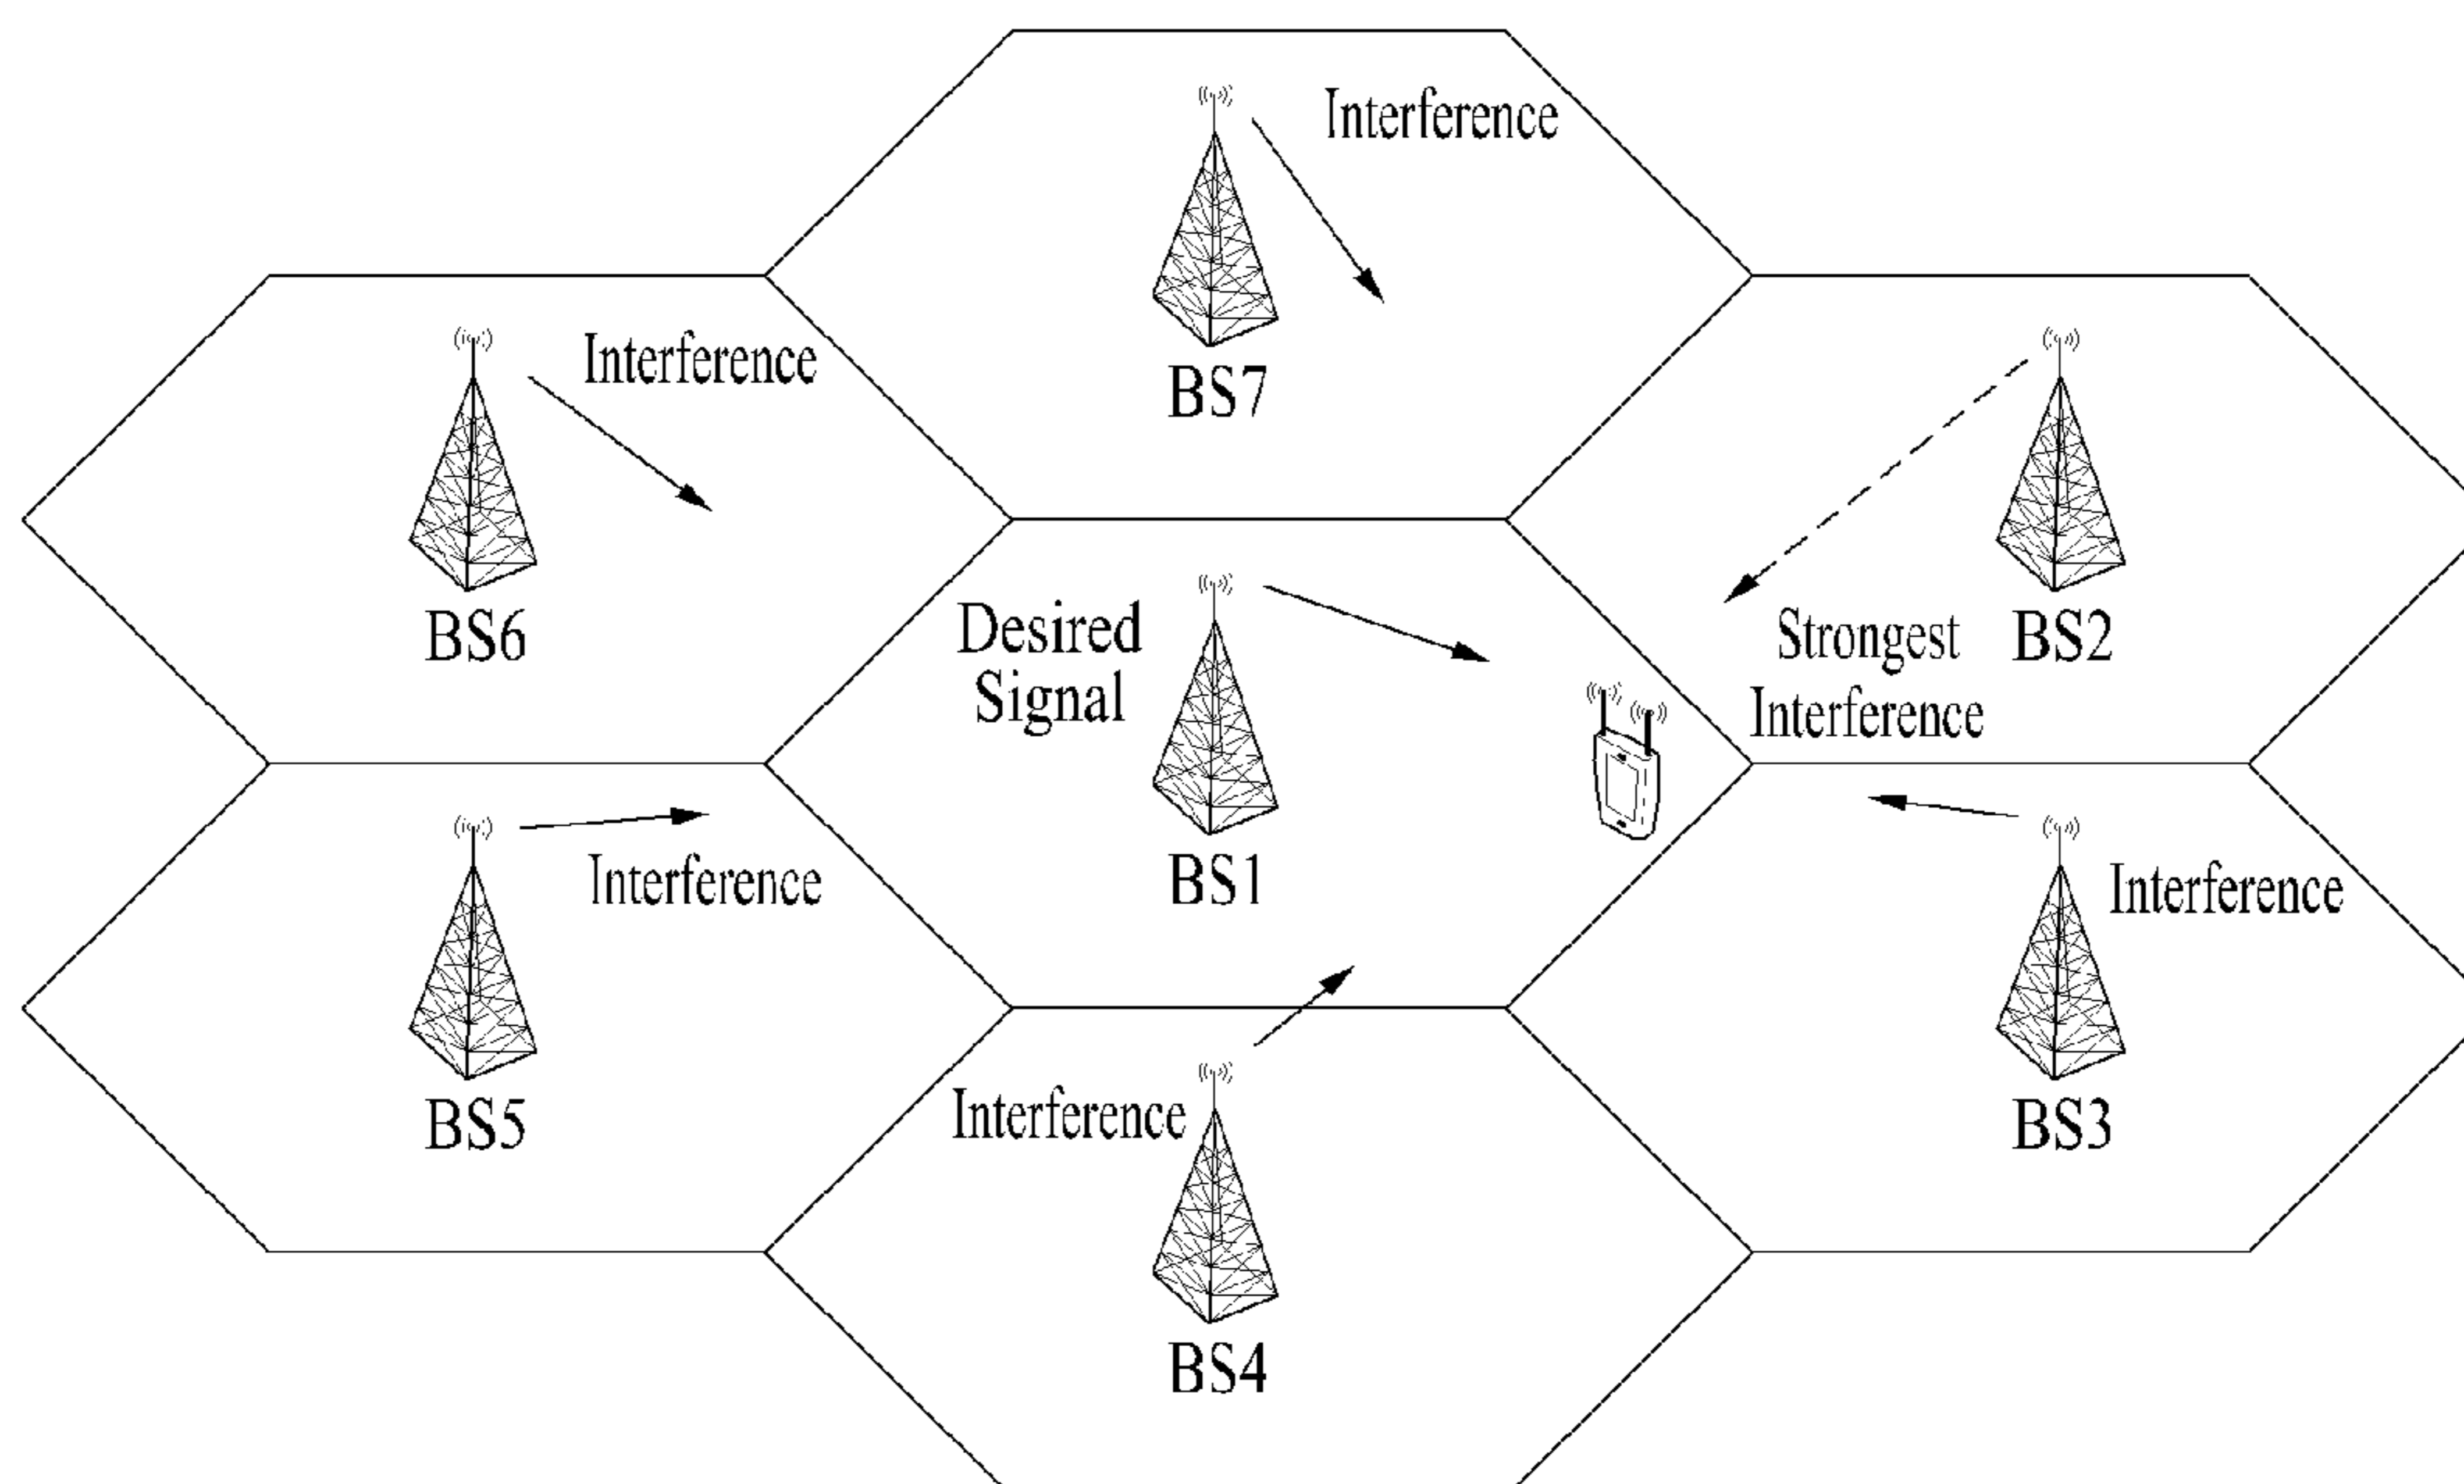 Interference
BS7
Interference
BS6
Desired
Signal
BS1
Strongest
Interference
BS2
Interference
BS5
Interference
BS3
Interference
BS4